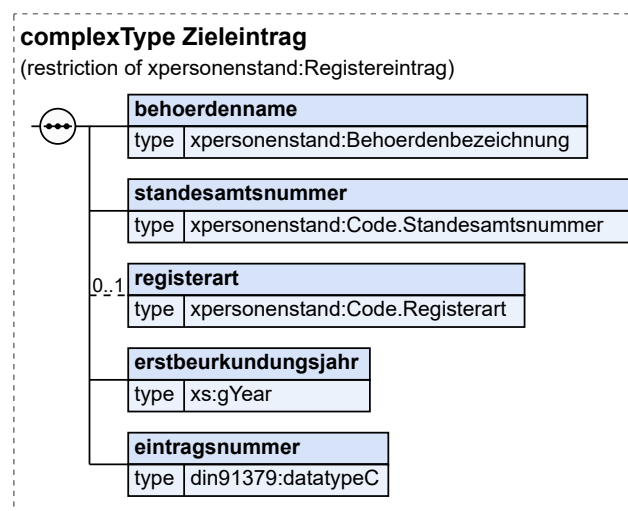 complexType Zieleintrag
(restriction of xpersonenstand:Registereintrag)
behoerdenname
type xpersonenstand:Behoerdenbezeichnung
standesamtsnummer
type xpersonenstand:Code.Standesamtsnummer
0..1
registerart
type xpersonenstand:Code.Registerart
erstbeurkundungsjahr
type xs:gYear
eintragsnummer
type din91379:datatypeC